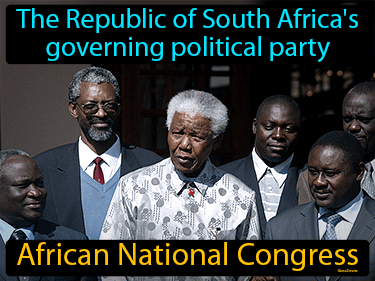 The Republic of South Africa's
governing political party
African National Congress